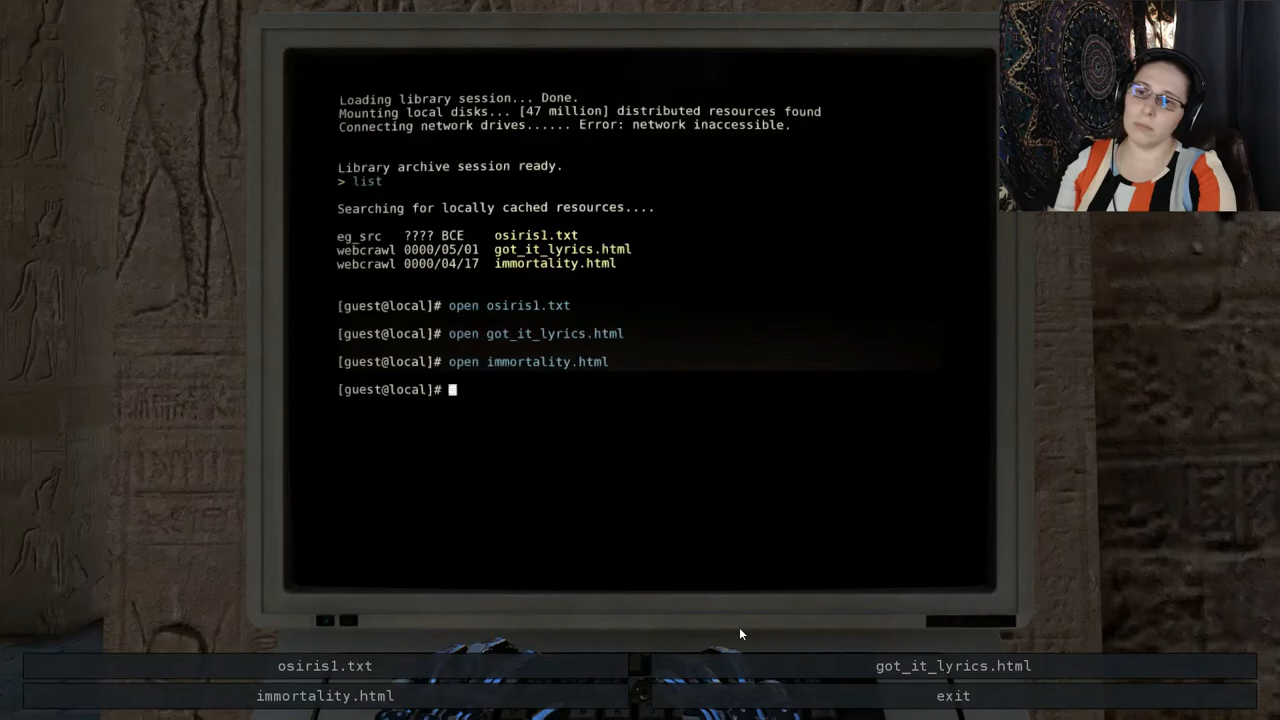 Loading library session... Done.
Mounting local disks... [47 million] distributed resources found
Connecting network drives...... Error: network inaccessible.
Library archive session ready.
> list
Searching for locally cached resources....
eg_src ???? BCE osiris1.txt
webcrawl 0000/05/01 got_it_lyrics.html
webcrawl 0000/04/17 immortality.html
[guest@local]# open osiris1.txt
[guest@local]# open got_it_lyrics.html
[guest@local]# open immortality.html
[guest@local]#
osiris1.txt got_it_lyrics.html
immortality.html exit